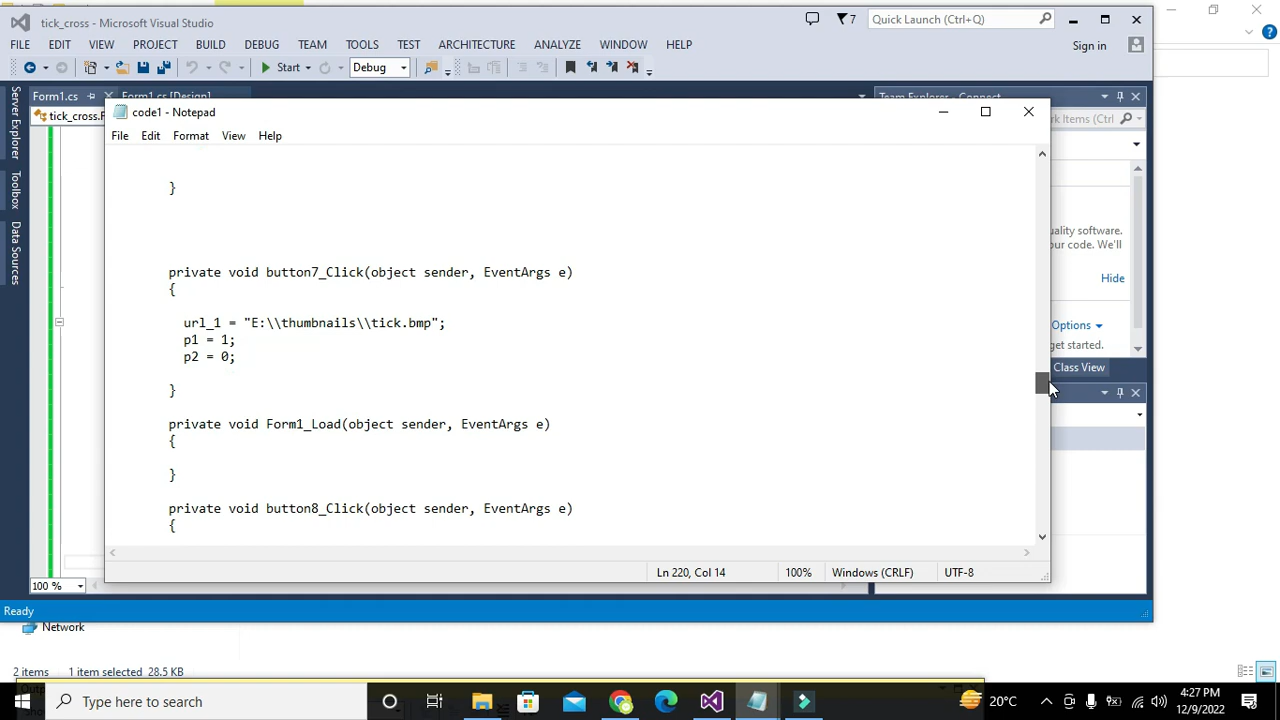 tick_cross - Microsoft Visual Studio
7
Quick Launch (Ctrl+Q)
FILE EDIT VIEW PROJECT BUILD DEBUG TEAM TOOLS TEST ARCHITECTURE ANALYZE WINDOW HELP
Sign in
Start
Debug
Form1.cs
Form1.cs [Design]
Team Explorer - Connect
tick_cross.F
rk Items (Ctrl
Server Explorer
Toolbox
Data Sources
code1 - Notepad
File Edit Format View Help
}
private void button7_Click(object sender, EventArgs e)
{
url_1 = "E:\\thumbnails\\tick.bmp";
p1 = 1;
p2 = 0;
}
private void Form1_Load(object sender, EventArgs e)
{
}
private void button8_Click(object sender, EventArgs e)
{
Ln 220, Col 14
100%
Windows (CRLF)
UTF-8
uality software.
our code. We'll
Hide
Options
get started.
Class View
100 %
Ready
Network
2 items 1 item selected 28.5 KB
Type here to search
20°C
4:27 PM
12/9/2022